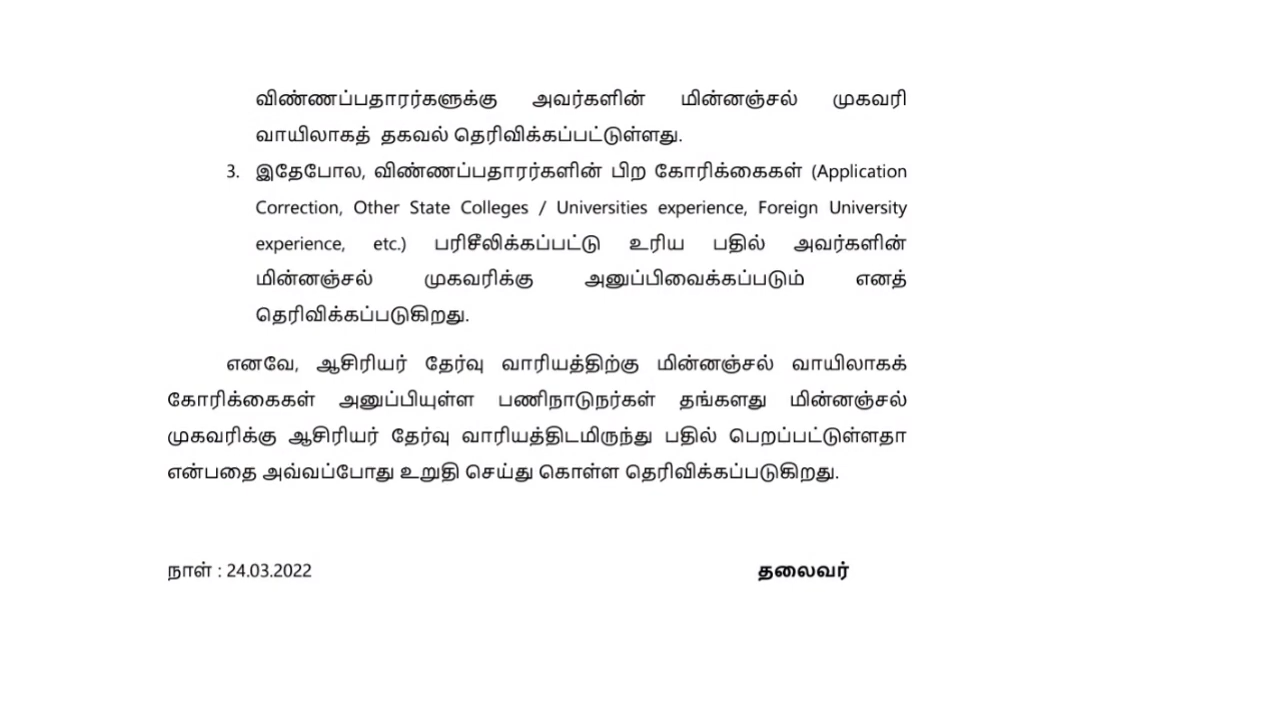 விண்ணப்பதாரர்களுக்கு அவர்களின் மின்னஞ்சல் முகவரி
வாயிலாகத் தகவல் தெரிவிக்கப்பட்டுள்ளது.
3. இதேபோல, விண்ணப்பதாரர்களின் பிற கோரிக்கைகள் (Application
Correction, Other State Colleges / Universities experience, Foreign University
experience, etc.) பரிசீலிக்கப்பட்டு உரிய பதில் அவர்களின்
மின்னஞ்சல் முகவரிக்கு அனுப்பிவைக்கப்படும் எனத்
தெரிவிக்கப்படுகிறது.
எனவே, ஆசிரியர் தேர்வு வாரியத்திற்கு மின்னஞ்சல் வாயிலாகக்
கோரிக்கைகள் அனுப்பியுள்ள பணிநாடுநர்கள் தங்களது மின்னஞ்சல்
முகவரிக்கு ஆசிரியர் தேர்வு வாரியத்திடமிருந்து பதில் பெறப்பட்டுள்ளதா
என்பதை அவ்வப்போது உறுதி செய்து கொள்ள தெரிவிக்கப்படுகிறது.
நாள் : 24.03.2022 தலைவர்